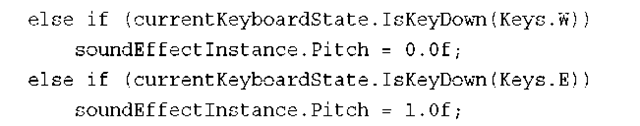 else if (currentKeyboardState.IsKeyDown(Keys.W))
    soundEffectInstance.Pitch = 0.0f;
else if (currentKeyboardState.IsKeyDown(Keys.E))
    soundEffectInstance.Pitch = 1.0f;